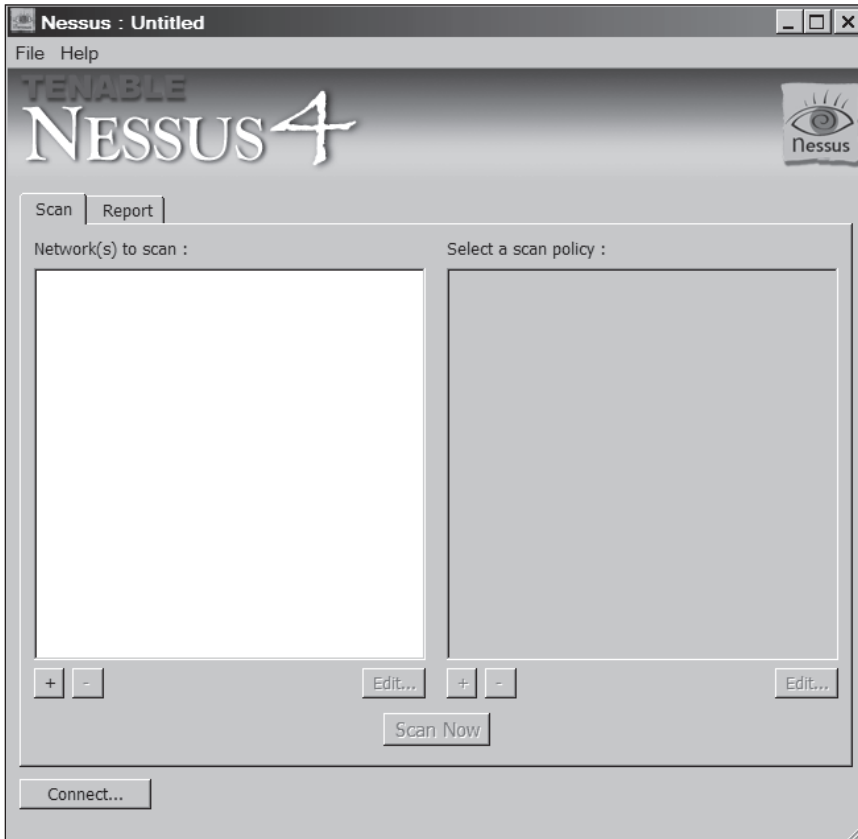 Nessus : Untitled
File Help
TENABLE
NESSUS 4
Nessus
Scan Report
Network(s) to scan :
Select a scan policy :
+ - Edit...
+ - Edit...
Scan Now
Connect...